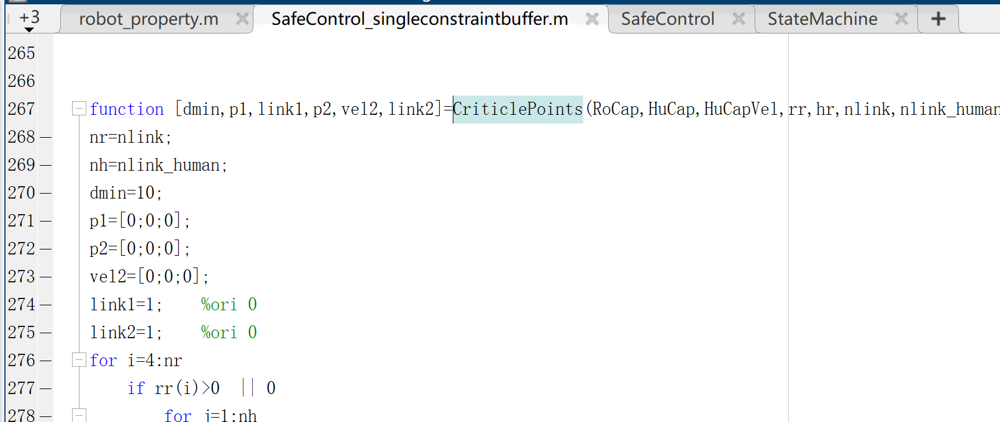 +3 robot_property.m SafeControl_singleconstraintbuffer.m SafeControl StateMachine +
265
266
267 function [dmin,p1,link1,p2,vel2,link2]=CriticlePoints(RoCap,HuCap,HuCapVel,rr,hr,nlink,nlink_human
268 nr=nlink;
269 nh=nlink_human;
270 dmin=10;
271 p1=[0;0;0];
272 p2=[0;0;0];
273 vel2=[0;0;0];
274 link1=1; %ori 0
275 link2=1; %ori 0
276 for i=4:nr
277 if rr(i)>0 || 0
278 for j=1:nh